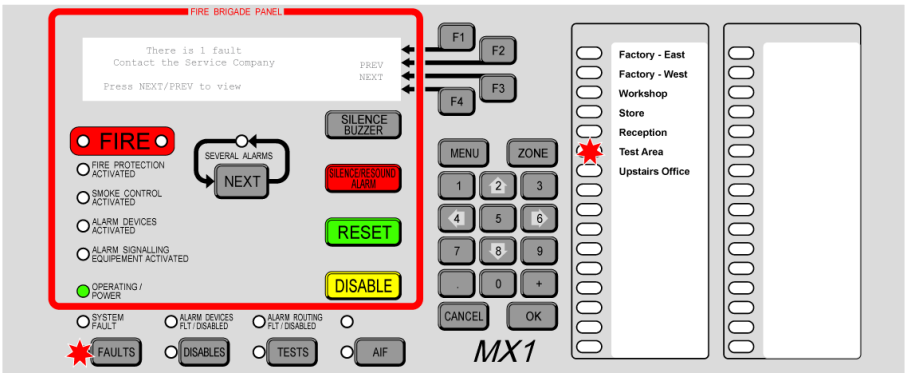 FIRE BRIGADE PANEL
There is 1 fault
Contact the Service Company
PREV
NEXT
Press NEXT/PREV to view
F1
F2
F3
F4
SILENCE
BUZZER
FIRE
SEVERAL ALARMS
NEXT
SILENCE/RESOUND
ALARM
FIRE PROTECTION
ACTIVATED
SMOKE CONTROL
ACTIVATED
ALARM DEVICES
ACTIVATED
ALARM SIGNALLING
EQUIPEMENT ACTIVATED
RESET
OPERATING /
POWER
DISABLE
SYSTEM
FAULT
ALARM DEVICES
FLT / DISABLED
ALARM ROUTING
FLT / DISABLED
FAULTS
DISABLES
TESTS
AIF
MENU
ZONE
1
2
3
4
5
6
7
8
9
.
0
+
CANCEL
OK
MX1
Factory - East
Factory - West
Workshop
Store
Reception
Test Area
Upstairs Office